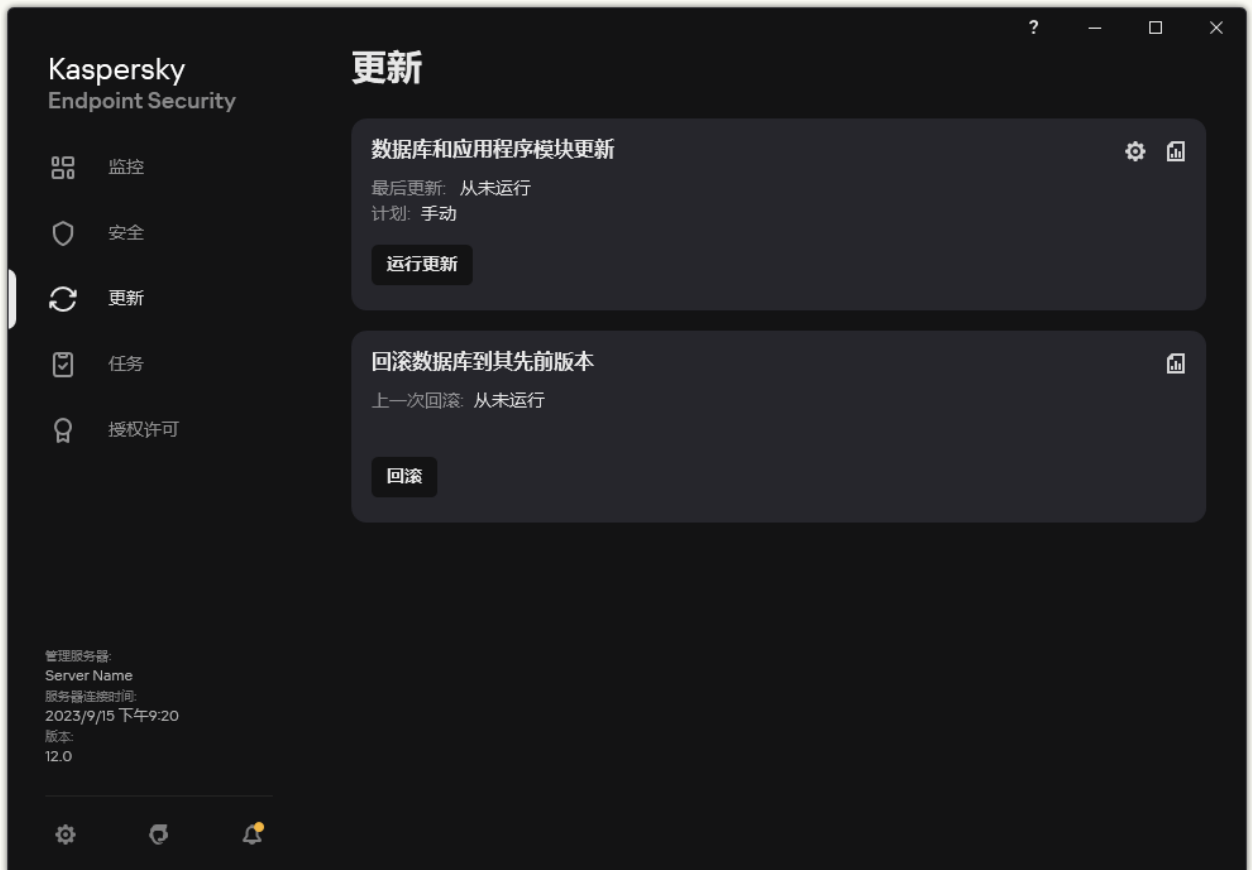 ?
Kaspersky
Endpoint Security
监控
安全
更新
任务
授权许可
管理服务器:
Server Name
服务器连接时间:
2023/9/15 下午9:20
版本:
12.0
更新
数据库和应用程序模块更新
最后更新: 从未运行
计划: 手动
运行更新
回滚数据库到其先前版本
上一次回滚: 从未运行
回滚